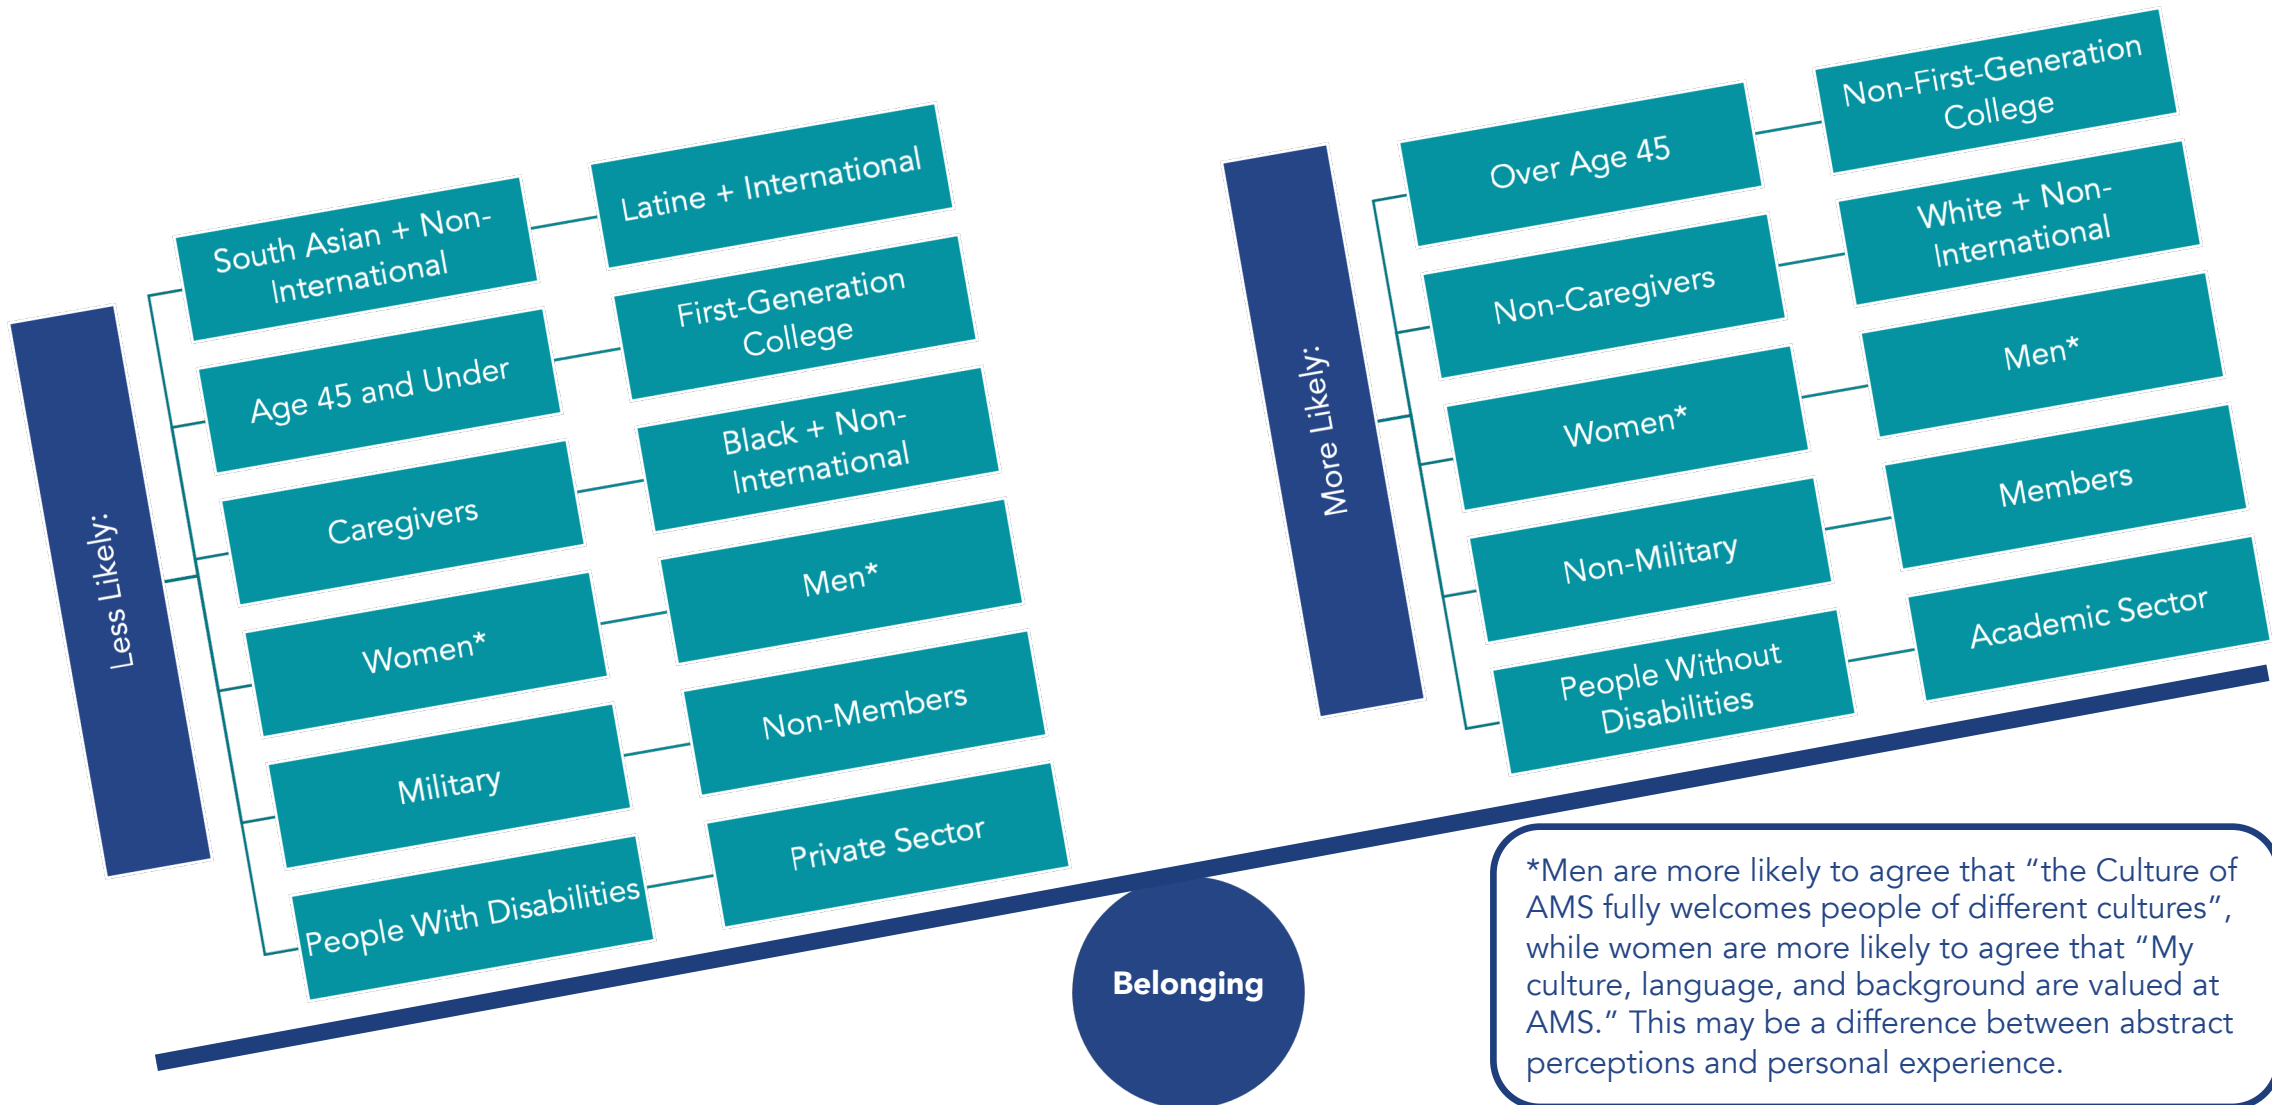 Less Likely:
South Asian + Non-
International
Latine + International
Age 45 and Under
First-Generation
College
Caregivers
Black + Non-
International
Women*
Men*
Military
Non-Members
People With Disabilities
Private Sector
More Likely:
Over Age 45
Non-First-Generation
College
Non-Caregivers
White + Non-
International
Women*
Men*
Non-Military
Members
People Without
Disabilities
Academic Sector
Belonging
*Men are more likely to agree that “the Culture of
AMS fully welcomes people of different cultures”,
while women are more likely to agree that “My
culture, language, and background are valued at
AMS.” This may be a difference between abstract
perceptions and personal experience.